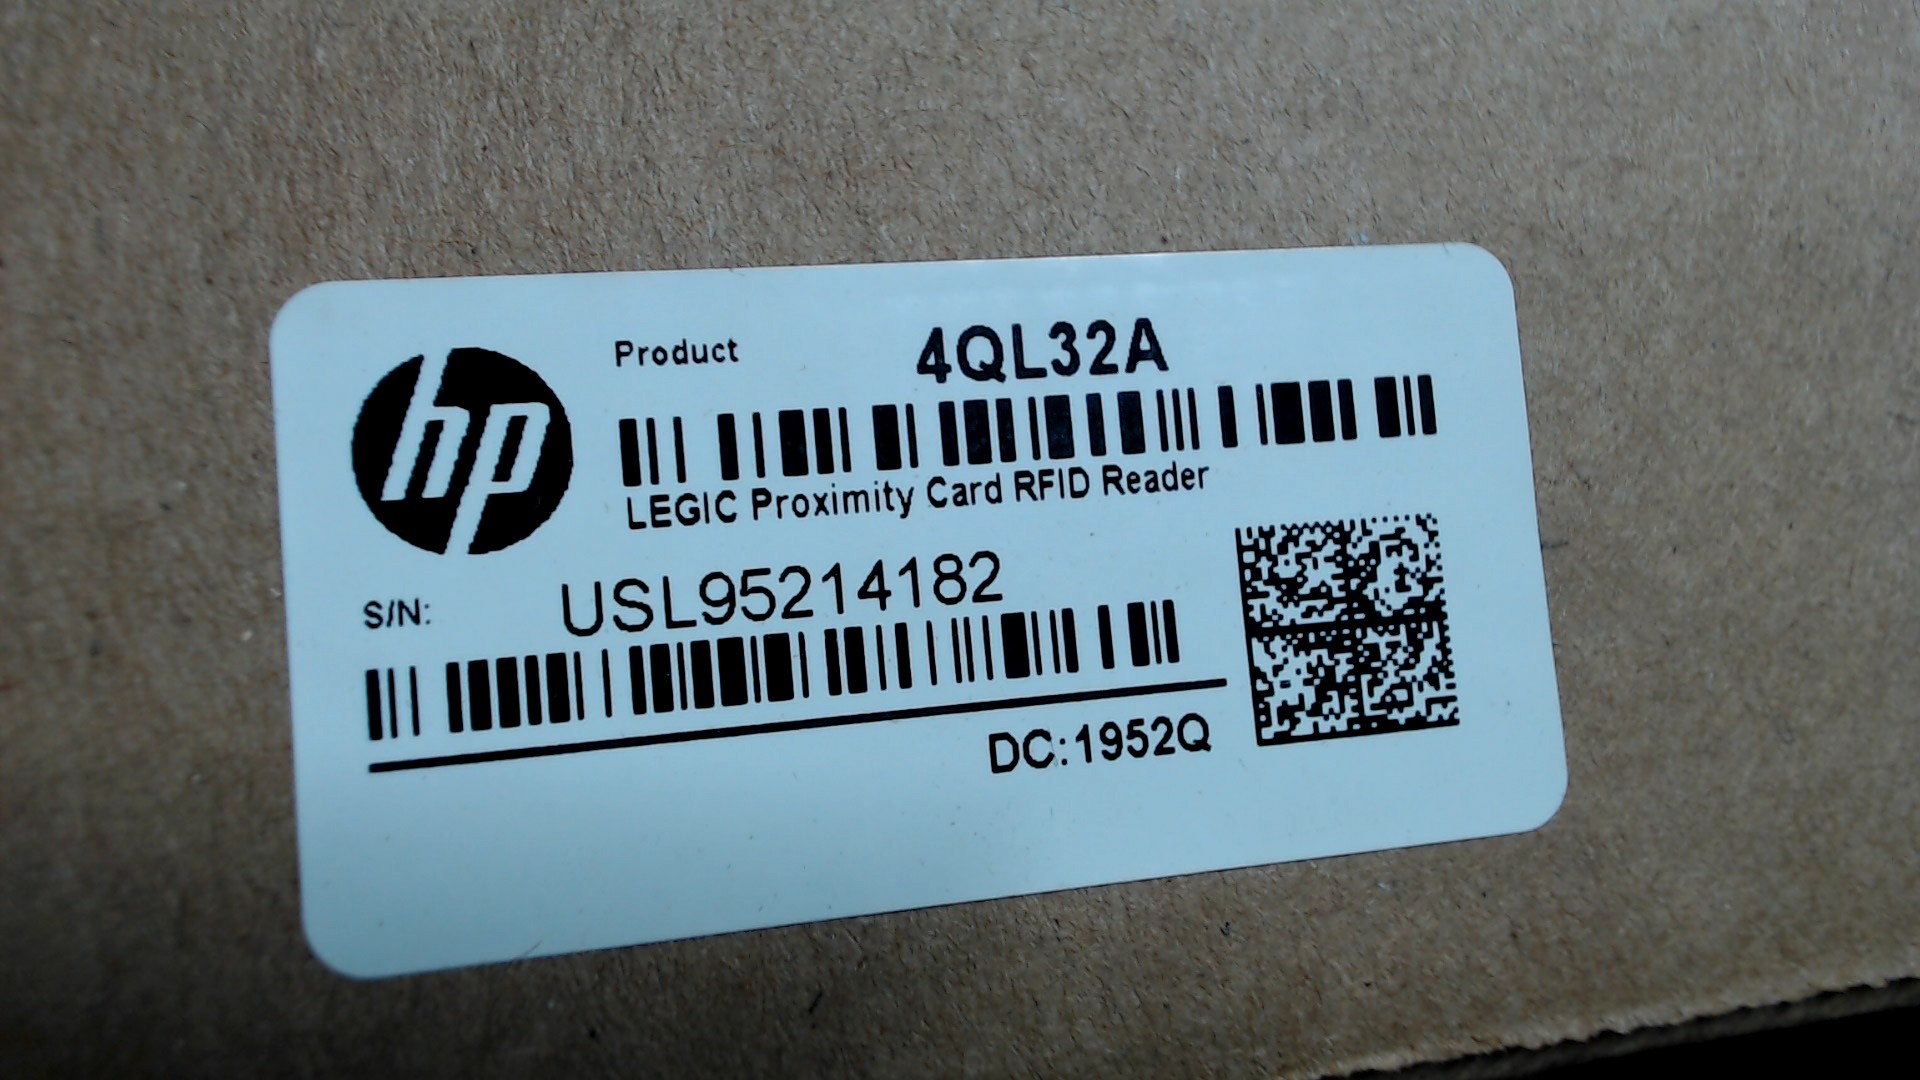 hp
Product 4QL32A
LEGIC Proximity Card RFID Reader
S/N: USL95214182
DC:1952Q